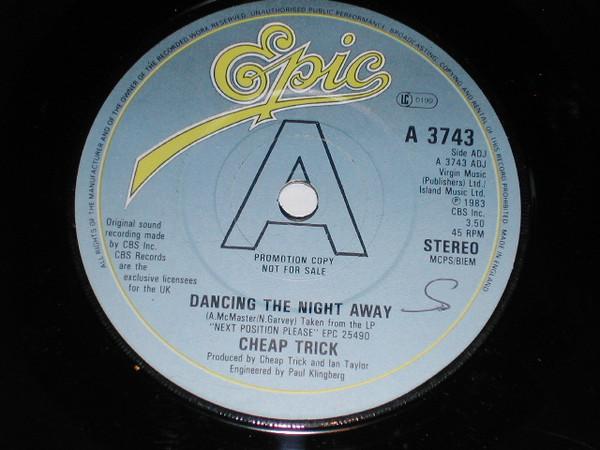 ALL RIGHTS OF THE MANUFACTURER AND OF THE OWNER OF THE RECORDED WORK RESERVED. UNAUTHORISED PUBLIC PERFORMANCE, BROADCASTING, COPYING AND RENTAL OF THIS RECORD PROHIBITED MADE IN ENGLAND
Epic
LC 0199
A
A 3743
Side ADJ
A 3743 ADJ
Virgin Music
(Publishers) Ltd./
Island Music Ltd.
℗ 1983
CBS Inc.
3.50
45 RPM
STEREO
MCPS/BIEM
Original sound
recording made
by CBS Inc.
CBS Records
are the
exclusive licensees
for the UK
PROMOTION COPY
NOT FOR SALE
DANCING THE NIGHT AWAY
(A.McMaster/N.Garvey) Taken from the LP
"NEXT POSITION PLEASE" EPC 25490
CHEAP TRICK
Produced by Cheap Trick and Ian Taylor
Engineered by Paul Klingberg